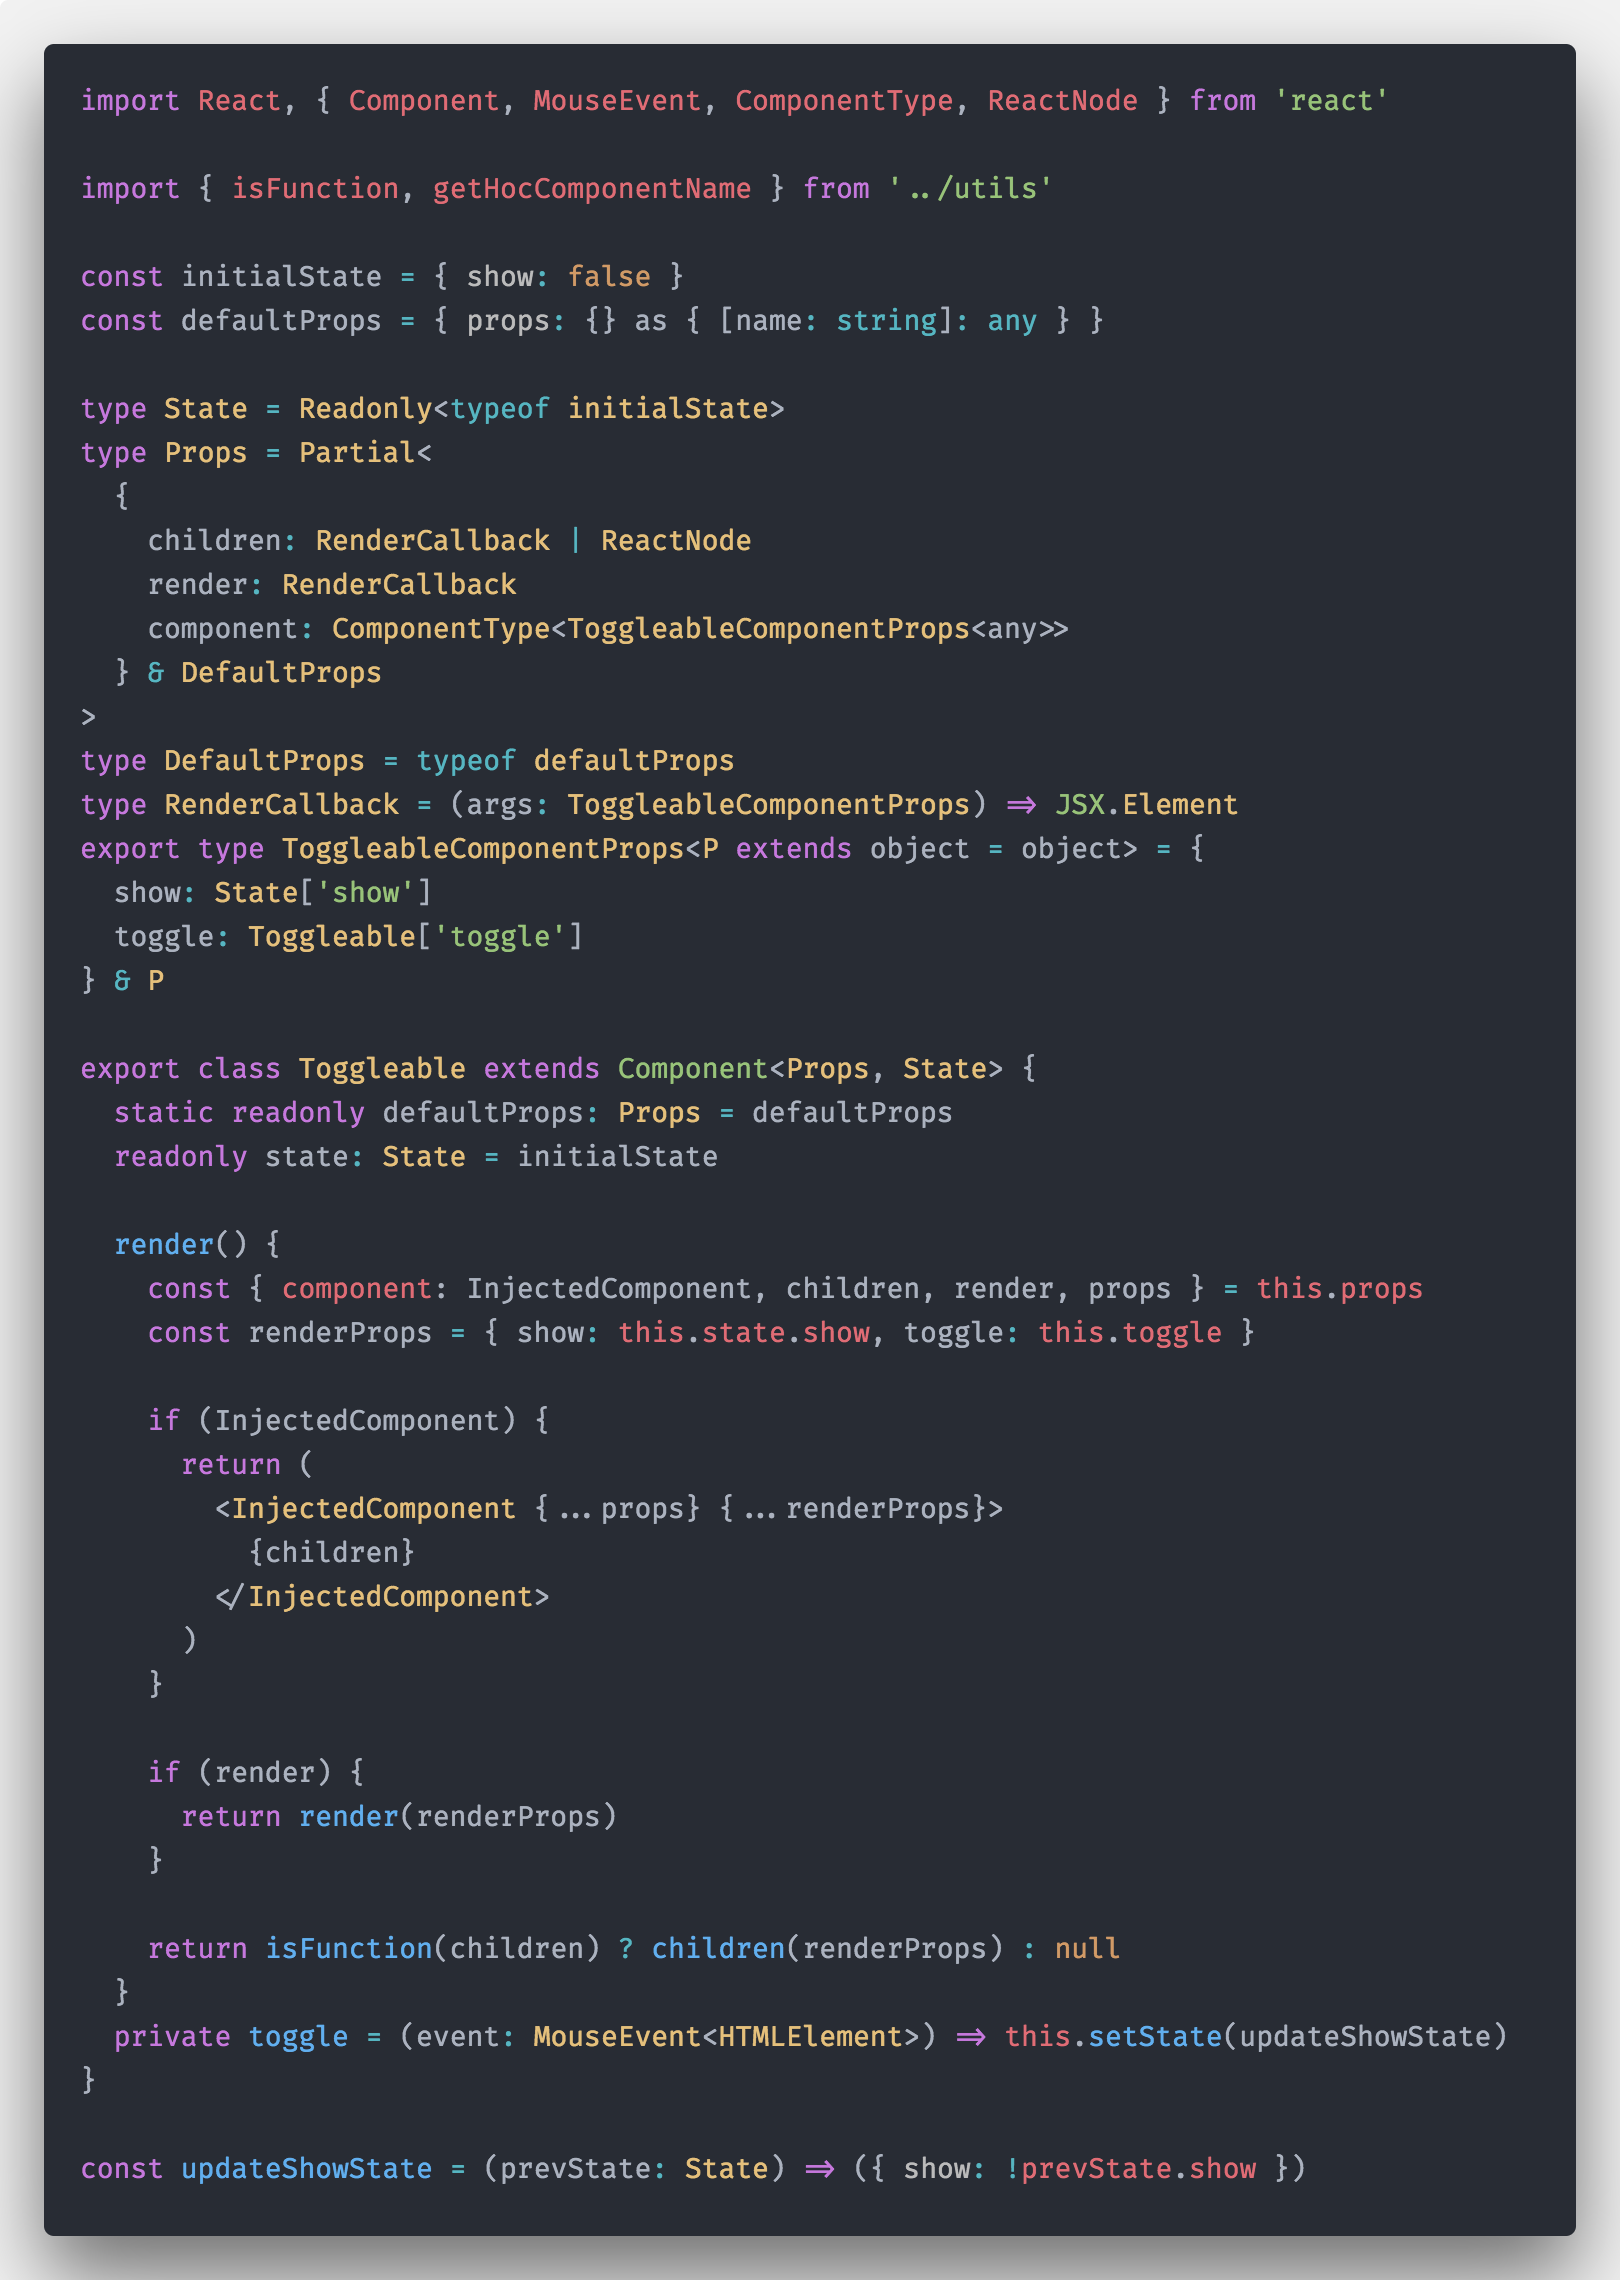 import React, { Component, MouseEvent, ComponentType, ReactNode } from 'react'

import { isFunction, getHocComponentName } from '../utils'

const initialState = { show: false }
const defaultProps = { props: {} as { [name: string]: any } }

type State = Readonly<typeof initialState>
type Props = Partial<
  {
    children: RenderCallback | ReactNode
    render: RenderCallback
    component: ComponentType<ToggleableComponentProps<any>>
  } & DefaultProps
>
type DefaultProps = typeof defaultProps
type RenderCallback = (args: ToggleableComponentProps) => JSX.Element
export type ToggleableComponentProps<P extends object = object> = {
  show: State['show']
  toggle: Toggleable['toggle']
} & P

export class Toggleable extends Component<Props, State> {
  static readonly defaultProps: Props = defaultProps
  readonly state: State = initialState

  render() {
    const { component: InjectedComponent, children, render, props } = this.props
    const renderProps = { show: this.state.show, toggle: this.toggle }

    if (InjectedComponent) {
      return (
        <InjectedComponent {...props} {...renderProps}>
          {children}
        </InjectedComponent>
      )
    }

    if (render) {
      return render(renderProps)
    }

    return isFunction(children) ? children(renderProps) : null
  }
  private toggle = (event: MouseEvent<HTMLElement>) => this.setState(updateShowState)
}

const updateShowState = (prevState: State) => ({ show: !prevState.show })